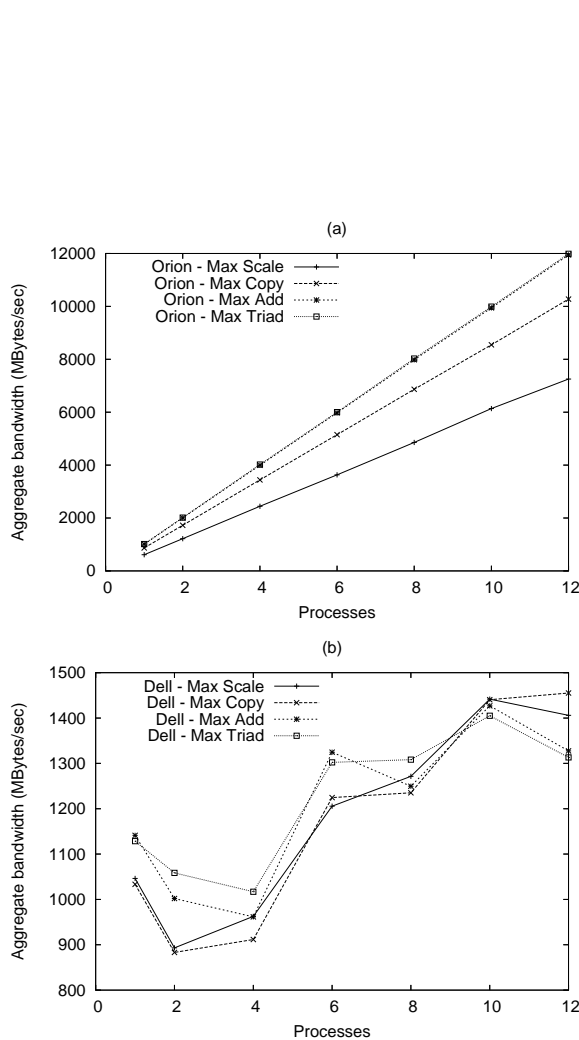 (a)
12000
10000
8000
6000
4000
2000
0
Aggregate bandwidth (MBytes/sec)
Orion - Max Scale
Orion - Max Copy
Orion - Max Add
Orion - Max Triad
0 2 4 6 8 10 12
Processes
(b)
1500
1400
1300
1200
1100
1000
900
800
Aggregate bandwidth (MBytes/sec)
Dell - Max Scale
Dell - Max Copy
Dell - Max Add
Dell - Max Triad
0 2 4 6 8 10 12
Processes